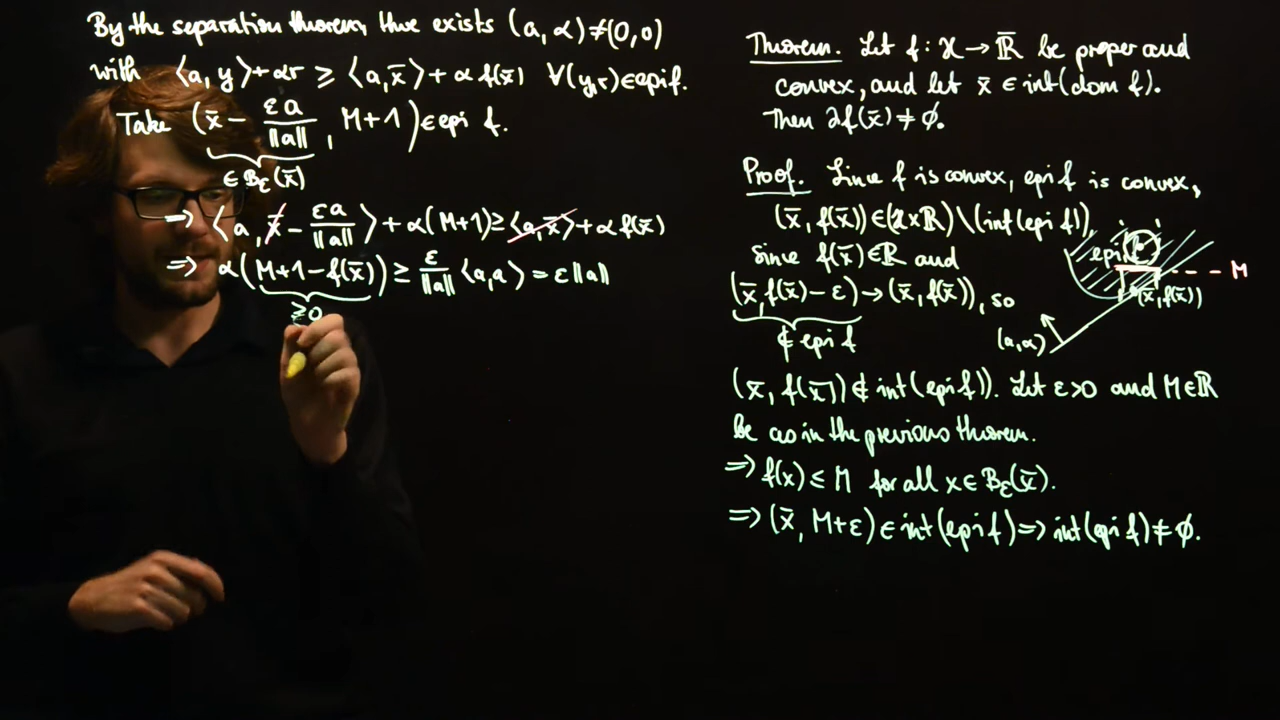 By the separation theorem, there exists (a, α) ≠ (0, 0)
with ⟨a, y⟩ + αr ≥ ⟨a, x̄⟩ + α f(x̄) ∀(y,r) ∈ epi f.
Take (x̄ - εa/‖a‖, M+1) ∈ epi f.
∈ B_ε(x̄)
⇒ ⟨a, x̄ - εa/‖a‖⟩ + α(M+1) ≥ ⟨a, x̄⟩ + α f(x̄)
⇒ α(M+1-f(x̄)) ≥ ε/‖a‖ ⟨a,a⟩ = ε‖a‖
≥0
Theorem. Let f : X → ℝ̄ be proper and
convex, and let x̄ ∈ int(dom f).
Then ∂f(x̄) ≠ ∅.
Proof. Since f is convex, epi f is convex,
(x̄, f(x̄)) ∈ (X×ℝ) \ (int(epi f)),
since f(x̄) ∈ ℝ and
(x̄, f(x̄) - ε) → (x̄, f(x̄)), so
∉ epi f
epi f
M
(x̄, f(x̄))
(a, α)
(x̄, f(x̄)) ∉ int(epi f)). Let ε>0 and M∈ℝ
be as in the previous theorem.
⇒ f(x) ≤ M for all x ∈ B_ε(x̄).
⇒ (x̄, M+ε) ∈ int(epi f) ⇒ int(epi f) ≠ ∅.